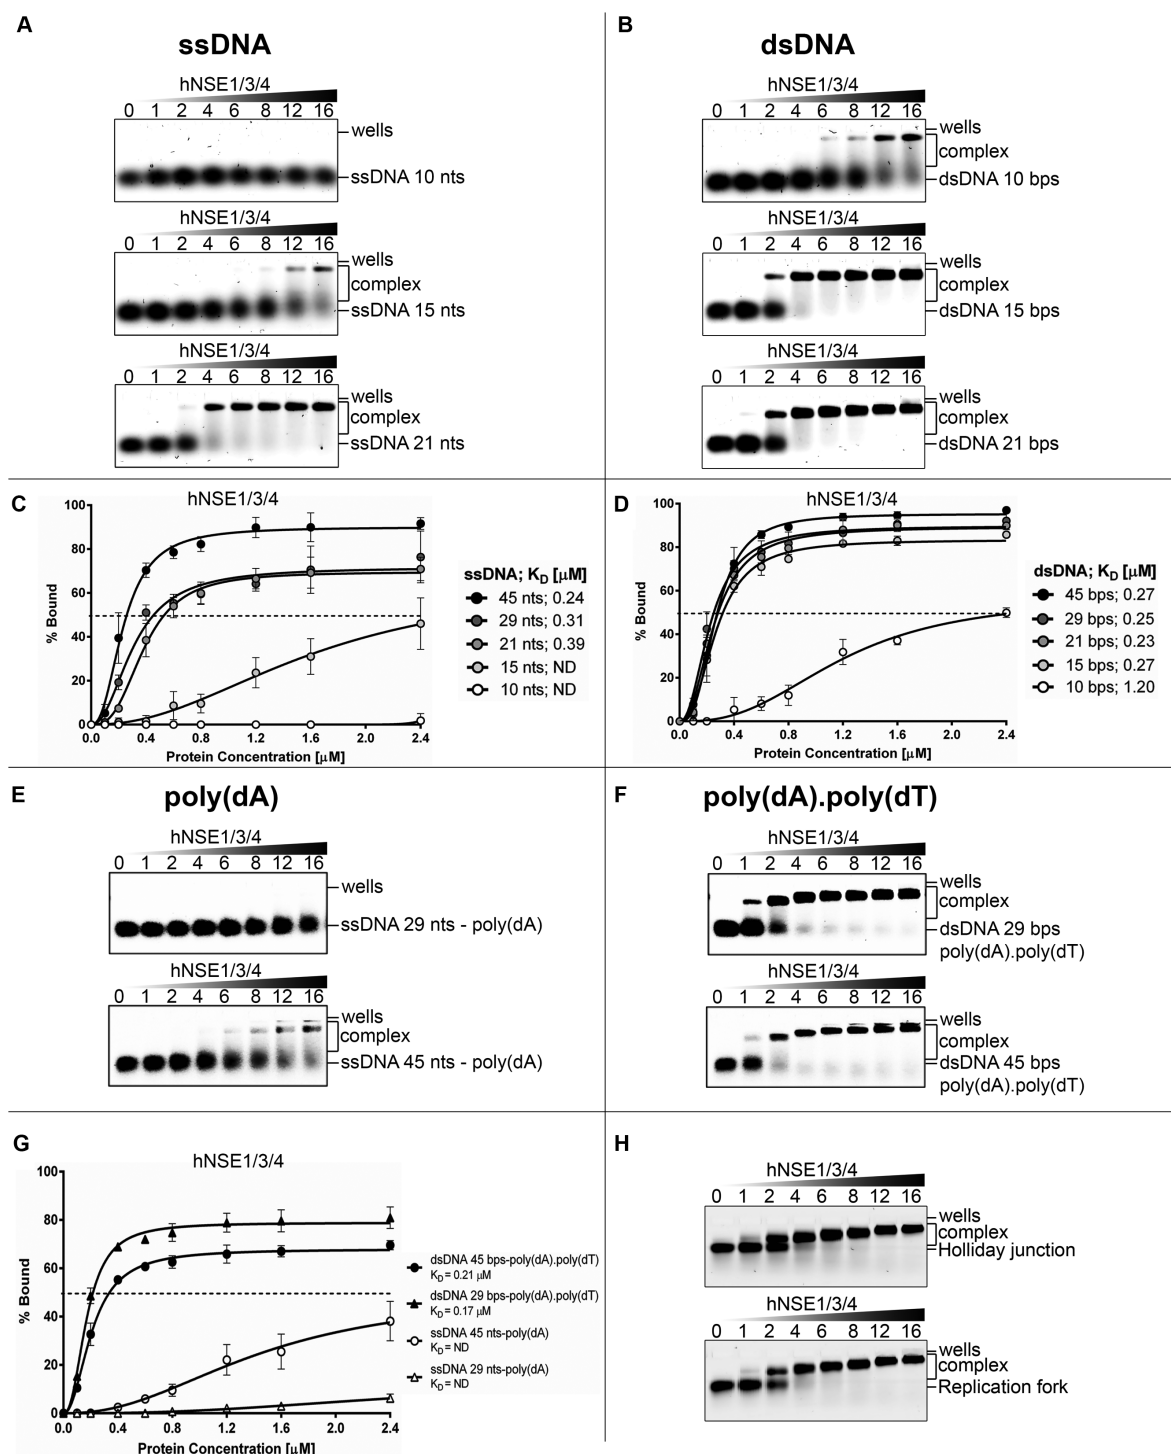 A
ssDNA
hNSE1/3/4
0 1 2 4 6 8 12 16
wells
ssDNA 10 nts
hNSE1/3/4
0 1 2 4 6 8 12 16
wells
complex
ssDNA 15 nts
hNSE1/3/4
0 1 2 4 6 8 12 16
wells
complex
ssDNA 21 nts
B
dsDNA
hNSE1/3/4
0 1 2 4 6 8 12 16
wells
complex
dsDNA 10 bps
hNSE1/3/4
0 1 2 4 6 8 12 16
wells
complex
dsDNA 15 bps
hNSE1/3/4
0 1 2 4 6 8 12 16
wells
complex
dsDNA 21 bps
C
hNSE1/3/4
100
80
60
40
20
0
% Bound
0.0 0.4 0.8 1.2 1.6 2.0 2.4
Protein Concentration [µM]
ssDNA; KD [µM]
45 nts; 0.24
29 nts; 0.31
21 nts; 0.39
15 nts; ND
10 nts; ND
D
hNSE1/3/4
100
80
60
40
20
0
% Bound
0.0 0.4 0.8 1.2 1.6 2.0 2.4
Protein Concentration [µM]
dsDNA; KD [µM]
45 bps; 0.27
29 bps; 0.25
21 bps; 0.23
15 bps; 0.27
10 bps; 1.20
E
poly(dA)
hNSE1/3/4
0 1 2 4 6 8 12 16
wells
ssDNA 29 nts - poly(dA)
hNSE1/3/4
0 1 2 4 6 8 12 16
wells
complex
ssDNA 45 nts - poly(dA)
F
poly(dA).poly(dT)
hNSE1/3/4
0 1 2 4 6 8 12 16
wells
complex
dsDNA 29 bps
poly(dA).poly(dT)
hNSE1/3/4
0 1 2 4 6 8 12 16
wells
complex
dsDNA 45 bps
poly(dA).poly(dT)
G
hNSE1/3/4
100
80
60
40
20
0
% Bound
0.0 0.4 0.8 1.2 1.6 2.0 2.4
Protein Concentration [µM]
dsDNA 45 bps-poly(dA).poly(dT)
KD = 0.21 µM
dsDNA 29 bps-poly(dA).poly(dT)
KD = 0.17 µM
ssDNA 45 nts-poly(dA)
KD = ND
ssDNA 29 nts-poly(dA)
KD = ND
H
hNSE1/3/4
0 1 2 4 6 8 12 16
wells
complex
Holliday junction
hNSE1/3/4
0 1 2 4 6 8 12 16
wells
complex
Replication fork